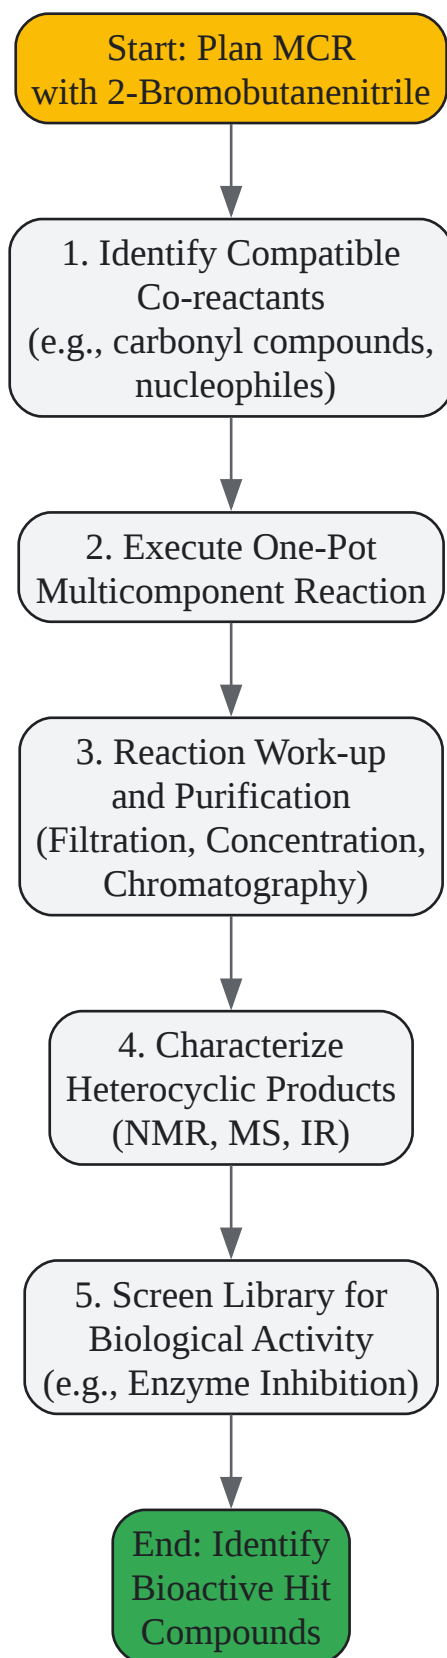 Start: Plan MCR
with 2-Bromobutanenitrile
1. Identify Compatible
Co-reactants
(e.g., carbonyl compounds,
nucleophiles)
2. Execute One-Pot
Multicomponent Reaction
3. Reaction Work-up
and Purification
(Filtration, Concentration,
Chromatography)
4. Characterize
Heterocyclic Products
(NMR, MS, IR)
5. Screen Library for
Biological Activity
(e.g., Enzyme Inhibition)
End: Identify
Bioactive Hit
Compounds